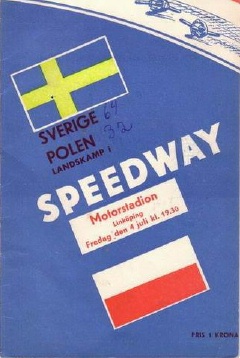 SVERIGE 64
POLEN 32
LANDSKAMP I
SPEEDWAY
Motorstadion
Linköping
Fredag den 4 juli kl. 19.30
PRIS 1 KRONA